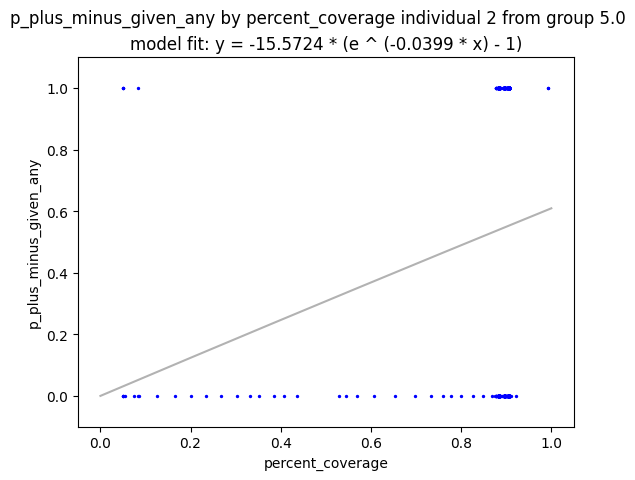 p_plus_minus_given_any by percent_coverage individual 2 from group 5.0
model fit: y = -15.5724 * (e ^ (-0.0399 * x) - 1)
p_plus_minus_given_any
1.0
0.8
0.6
0.4
0.2
0.0
0.0 0.2 0.4 0.6 0.8 1.0
percent_coverage